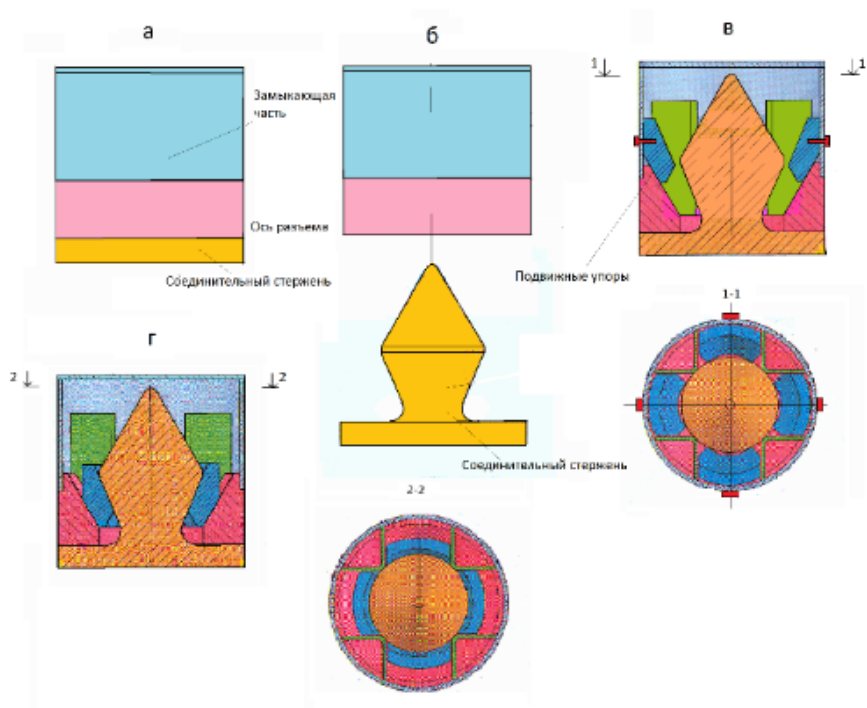 а
б
в
1
1
Замыкающая
часть
Ось разъема
Соединительный стержень
Подвижные упоры
1-1
г
2
2
Соединительный стержень
2-2